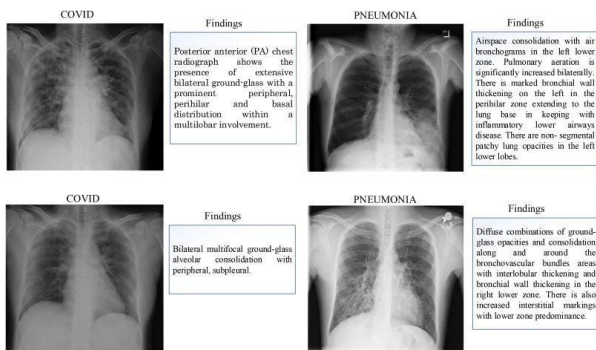 COVID
Findings
Posterior anterior (PA) chest
radiograph shows the
presence of extensive
bilateral ground-glass with a
prominent peripheral,
perihilar and basal
distribution within a
multilobar involvement.
PNEUMONIA
Findings
Airspace consolidation with air
bronchograms in the left lower
zone. Pulmonary aeration is
significantly increased bilaterally.
There is marked bronchial wall
thickening on the left in the
perihilar zone extending to the
lung base in keeping with
inflammatory lower airways
disease. There are non- segmental
patchy lung opacities in the left
lower lobes.
COVID
Findings
Bilateral multifocal ground-glass
alveolar consolidation with
peripheral, subpleural.
PNEUMONIA
Findings
Diffuse combinations of ground-
glass opacities and consolidation
along and around the
bronchovascular bundles areas
with interlobular thickening and
bronchial wall thickening in the
right lower zone. There is also
increased interstitial markings
with lower zone predominance.